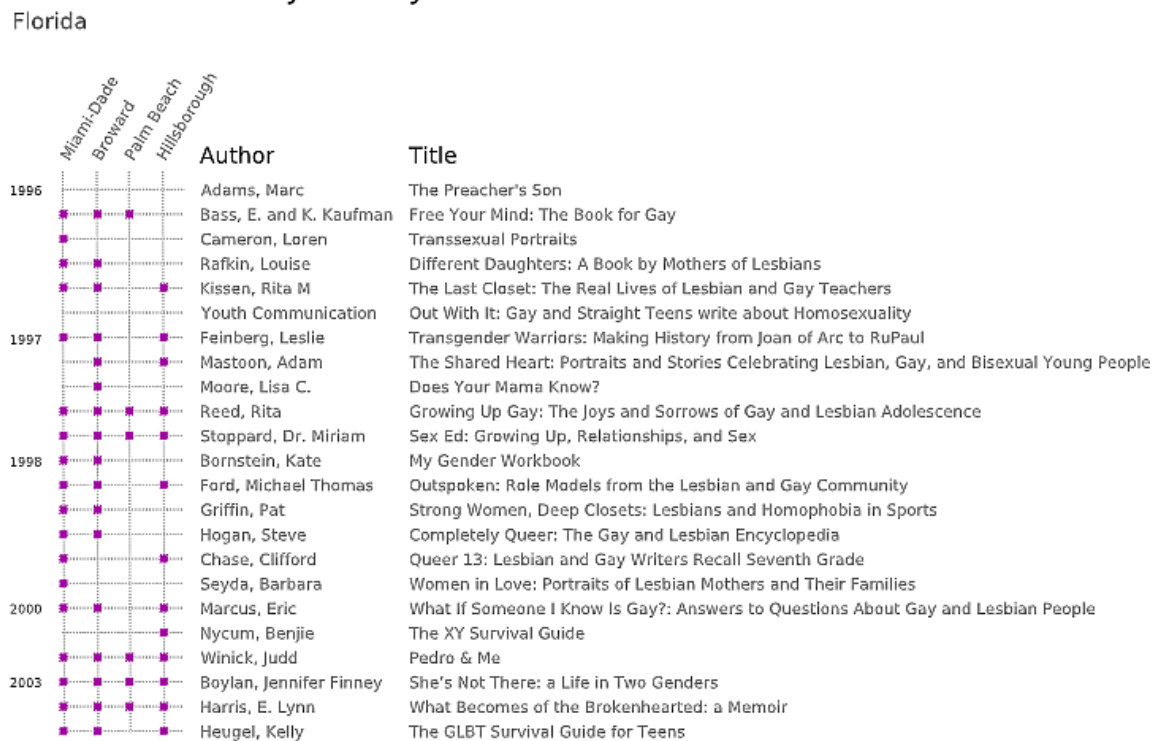 Florida
Miami-Dade
Broward
Palm Beach
Hillsborough
Author Title
1996 Adams, Marc The Preacher's Son
Bass, E. and K. Kaufman Free Your Mind: The Book for Gay
Cameron, Loren Transsexual Portraits
Rafkin, Louise Different Daughters: A Book by Mothers of Lesbians
Kissen, Rita M The Last Closet: The Real Lives of Lesbian and Gay Teachers
Youth Communication Out With It: Gay and Straight Teens write about Homosexuality
1997 Feinberg, Leslie Transgender Warriors: Making History from Joan of Arc to RuPaul
Mastoon, Adam The Shared Heart: Portraits and Stories Celebrating Lesbian, Gay, and Bisexual Young People
Moore, Lisa C. Does Your Mama Know?
Reed, Rita Growing Up Gay: The Joys and Sorrows of Gay and Lesbian Adolescence
Stoppard, Dr. Miriam Sex Ed: Growing Up, Relationships, and Sex
1998 Bornstein, Kate My Gender Workbook
Ford, Michael Thomas Outspoken: Role Models from the Lesbian and Gay Community
Griffin, Pat Strong Women, Deep Closets: Lesbians and Homophobia in Sports
Hogan, Steve Completely Queer: The Gay and Lesbian Encyclopedia
Chase, Clifford Queer 13: Lesbian and Gay Writers Recall Seventh Grade
Seyda, Barbara Women in Love: Portraits of Lesbian Mothers and Their Families
2000 Marcus, Eric What If Someone I Know Is Gay?: Answers to Questions About Gay and Lesbian People
Nycum, Benjie The XY Survival Guide
Winick, Judd Pedro & Me
2003 Boylan, Jennifer Finney She's Not There: a Life in Two Genders
Harris, E. Lynn What Becomes of the Brokenhearted: a Memoir
Heugel, Kelly The GLBT Survival Guide for Teens